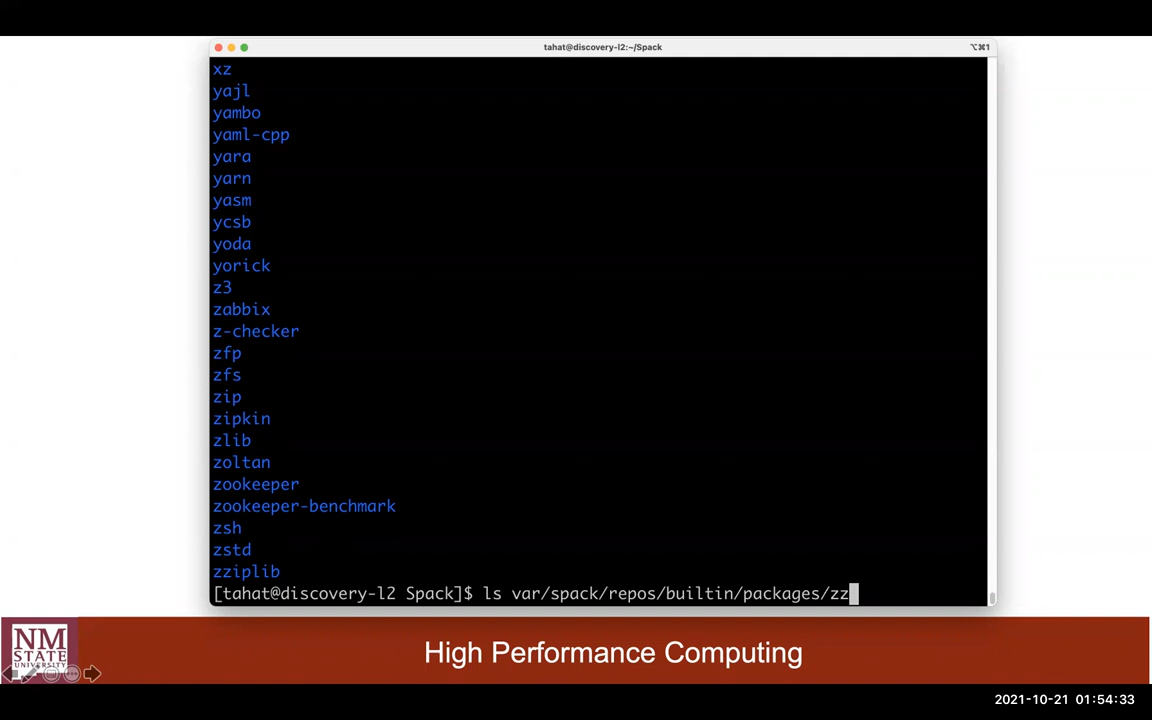 tahat@discovery-l2:~/Spack
⌥⌘1
xz
yajl
yambo
yaml-cpp
yara
yarn
yasm
ycsb
yoda
yorick
z3
zabbix
z-checker
zfp
zfs
zip
zipkin
zlib
zoltan
zookeeper
zookeeper-benchmark
zsh
zstd
zziplib
[tahat@discovery-l2 Spack]$ ls var/spack/repos/builtin/packages/zz
NM
STATE
UNIVERSITY
High Performance Computing
2021-10-21 01:54:33